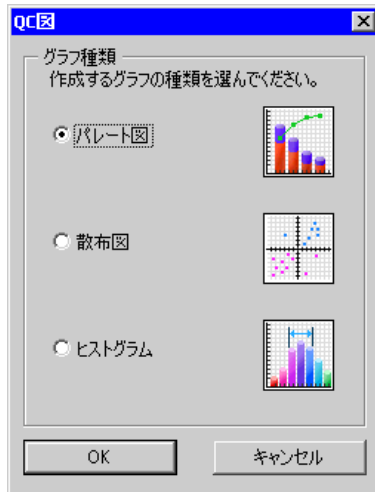 QC図
グラフ種類
作成するグラフの種類を選んでください。
パレート図
散布図
ヒストグラム
OK
キャンセル